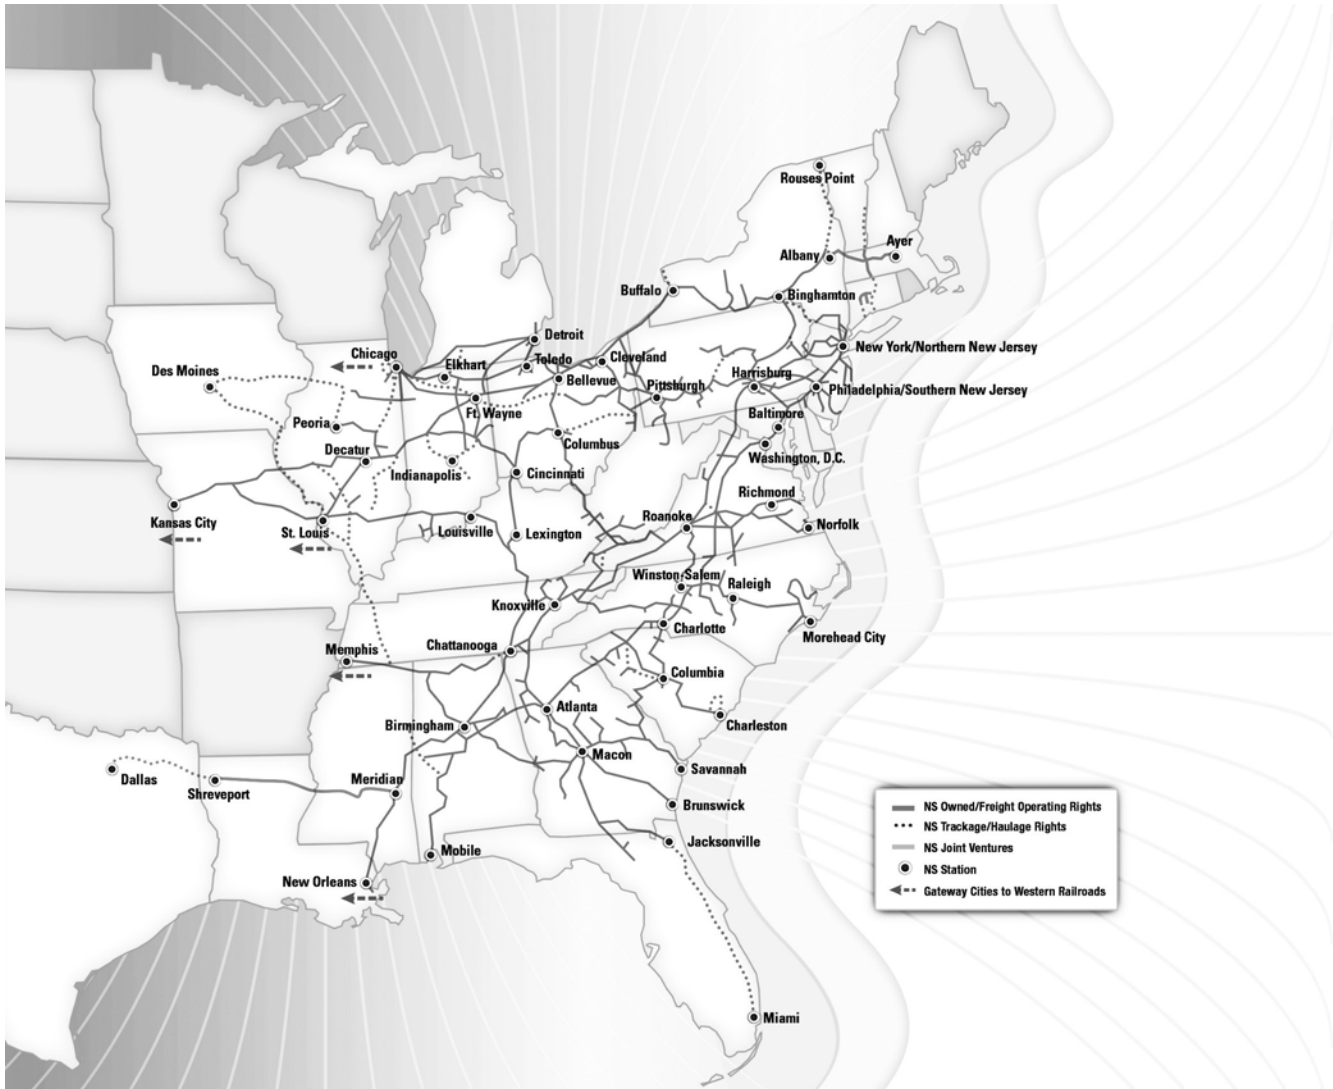 Rouses Point
Ayer
Albany
Buffalo
Binghamton
Detroit
New York/Northern New Jersey
Chicago
Elkhart
Toledo
Cleveland
Des Moines
Bellevue
Pittsburgh
Harrisburg
Philadelphia/Southern New Jersey
Ft. Wayne
Peoria
Baltimore
Decatur
Columbus
Washington, D.C.
Indianapolis
Cincinnati
Richmond
Kansas City
St. Louis
Louisville
Lexington
Roanoke
Norfolk
Winston-Salem
Raleigh
Knoxville
Charlotte
Morehead City
Memphis
Chattanooga
Columbia
Atlanta
Birmingham
Charleston
Macon
Dallas
Shreveport
Meridian
Savannah
Brunswick
Jacksonville
Mobile
New Orleans
Miami
NS Owned/Freight Operating Rights
NS Trackage/Haulage Rights
NS Joint Ventures
NS Station
Gateway Cities to Western Railroads